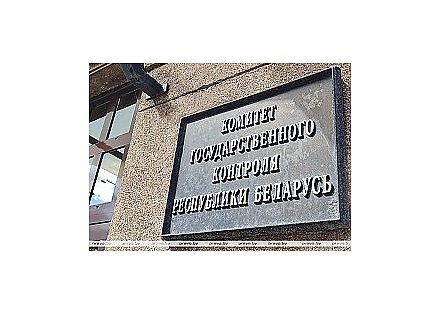 КОМИТЕТ
ГОСУДАРСТВЕННОГО
КОНТРОЛЯ
РЕСПУБЛИКИ БЕЛАРУСЬ